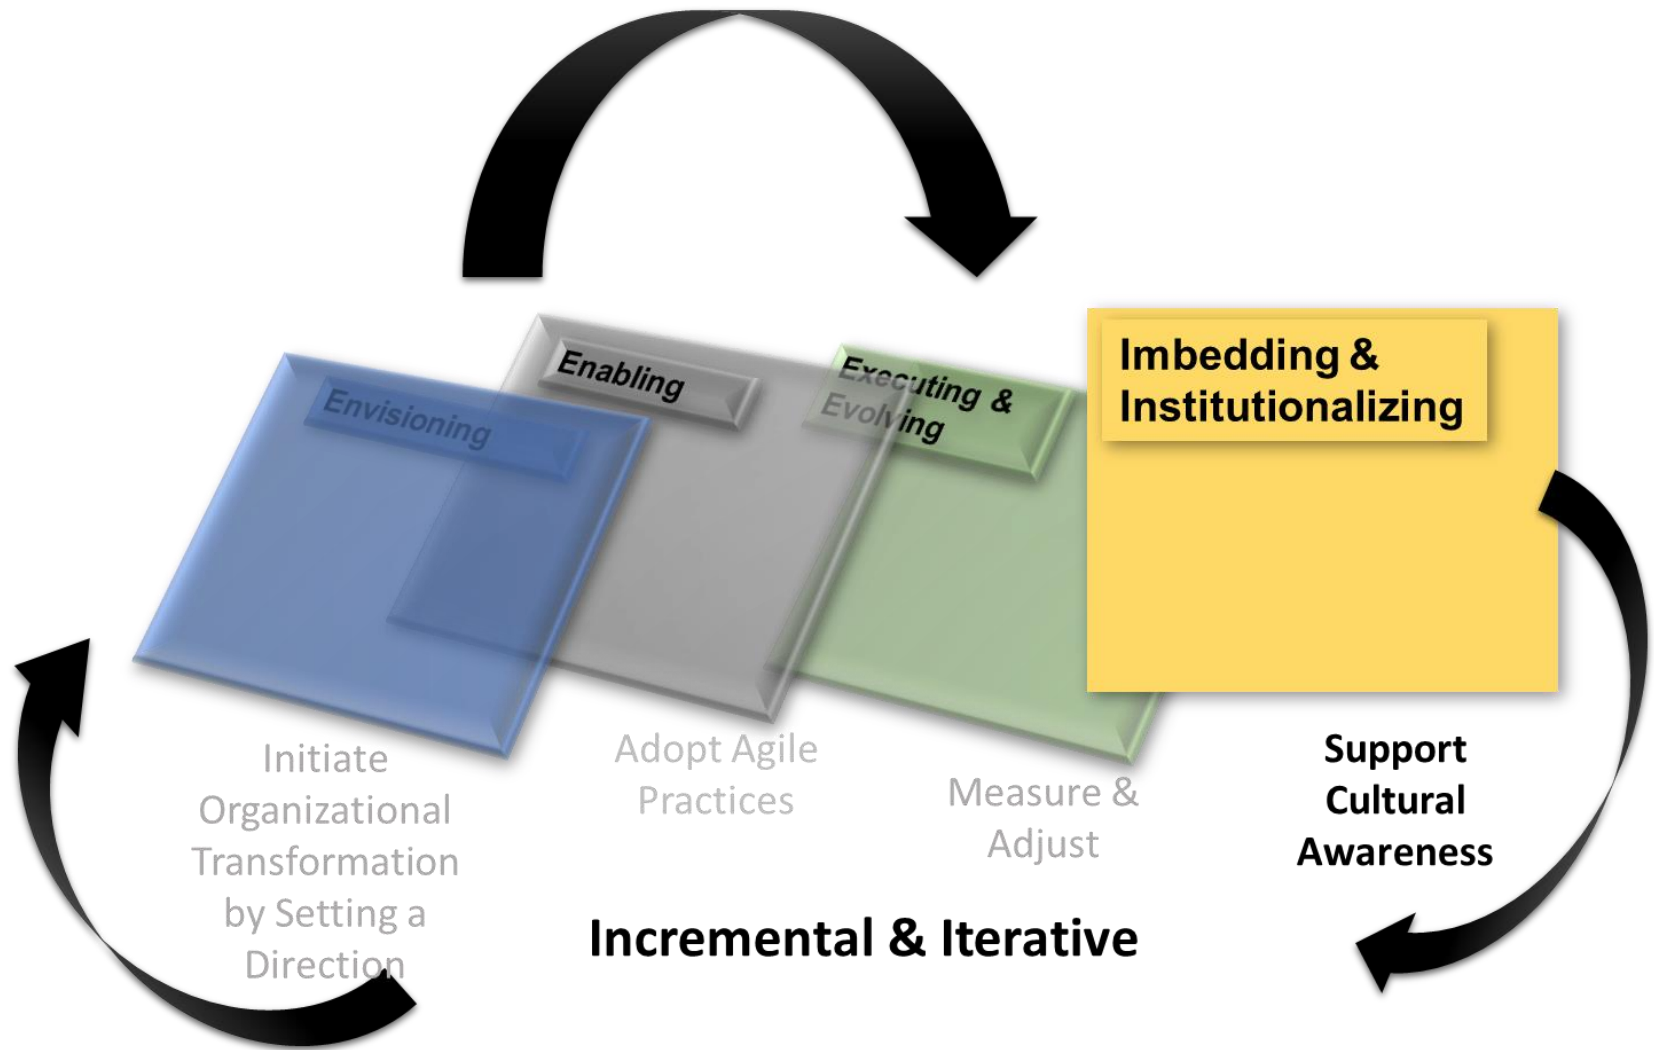 Envisioning
Enabling
Executing &
Evolving
Imbedding &
Institutionalizing
Initiate
Organizational
Transformation
by Setting a
Direction
Adopt Agile
Practices
Measure &
Adjust
Support
Cultural
Awareness
Incremental & Iterative